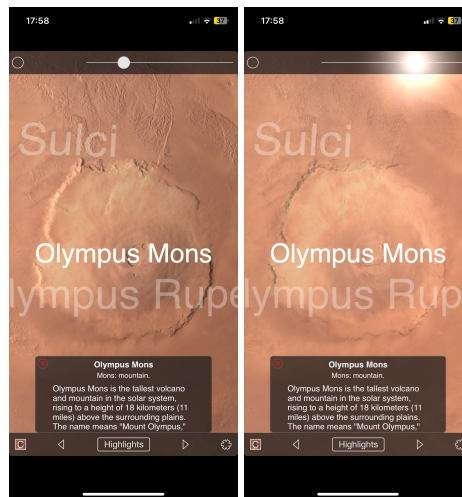 17:58
37
Sulci
Olympus Mons
lympus Rupe
Olympus Mons
Mons: mountain.
Olympus Mons is the tallest volcano
and mountain in the solar system,
rising to a height of 18 kilometers (11
miles) above the surrounding plains.
The name means "Mount Olympus,"
C
Highlights
17:58
37
Sulci
Olympus Mons
lympus Rup
Olympus Mons
Mons: mountain.
Olympus Mons is the tallest volcano
and mountain in the solar system,
rising to a height of 18 kilometers (11
miles) above the surrounding plains.
The name means "Mount Olympus,"
C
Highlights